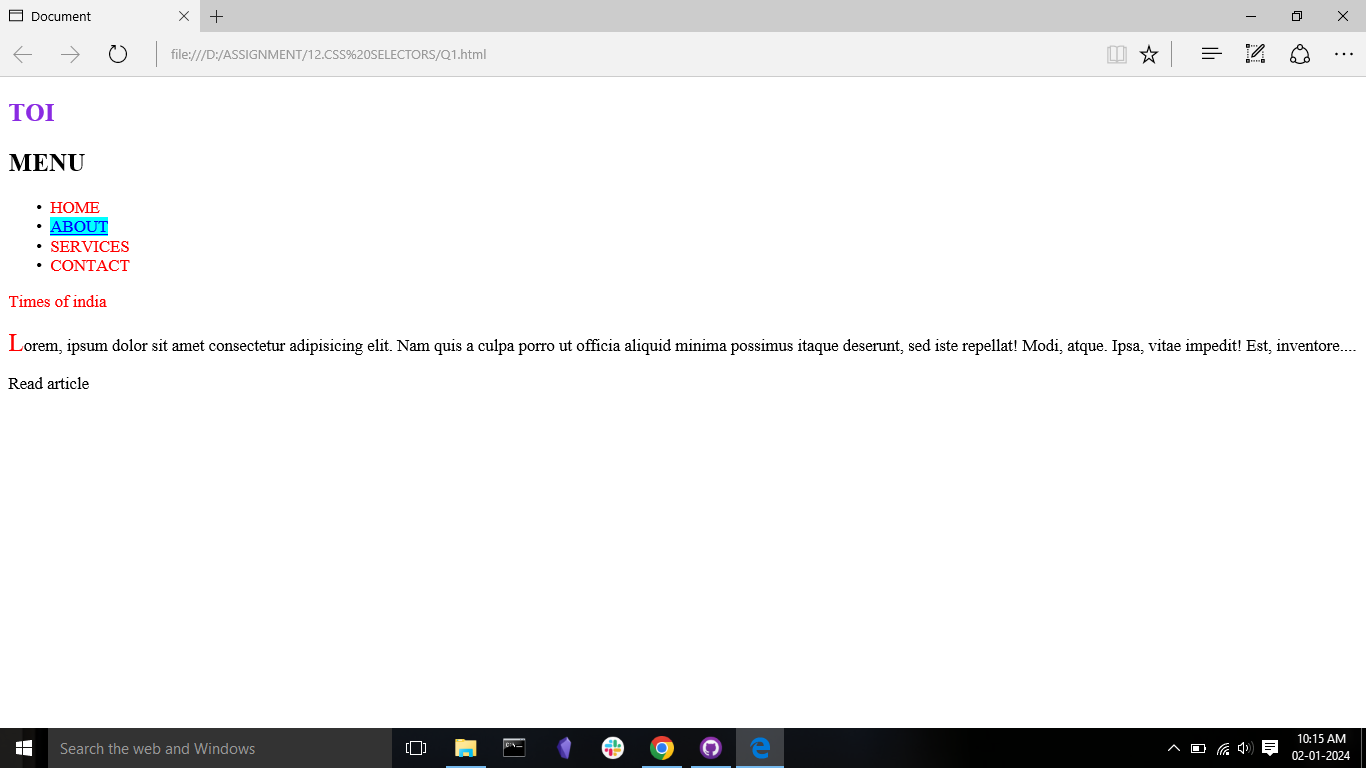 Document
file:///D:/ASSIGNMENT/12.CSS%20SELECTORS/Q1.html
TOI
MENU
• HOME
• ABOUT
• SERVICES
• CONTACT
Times of india
Lorem, ipsum dolor sit amet consectetur adipisicing elit. Nam quis a culpa porro ut officia aliquid minima possimus itaque deserunt, sed iste repellat! Modi, atque. Ipsa, vitae impedit! Est, inventore....
Read article
Search the web and Windows
10:15 AM
02-01-2024